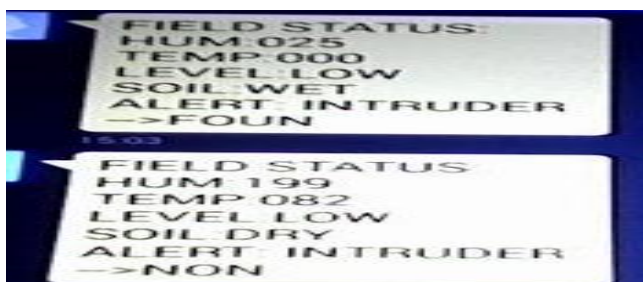 FIELD STATUS:
HUM:025
TEMP:000
LEVEL:LOW
SOIL:WET
ALERT: INTRUDER
-->FOUN
15:03
FIELD STATUS:
HUM:199
TEMP:082
LEVEL:LOW
SOIL:DRY
ALERT: INTRUDER
-->NON